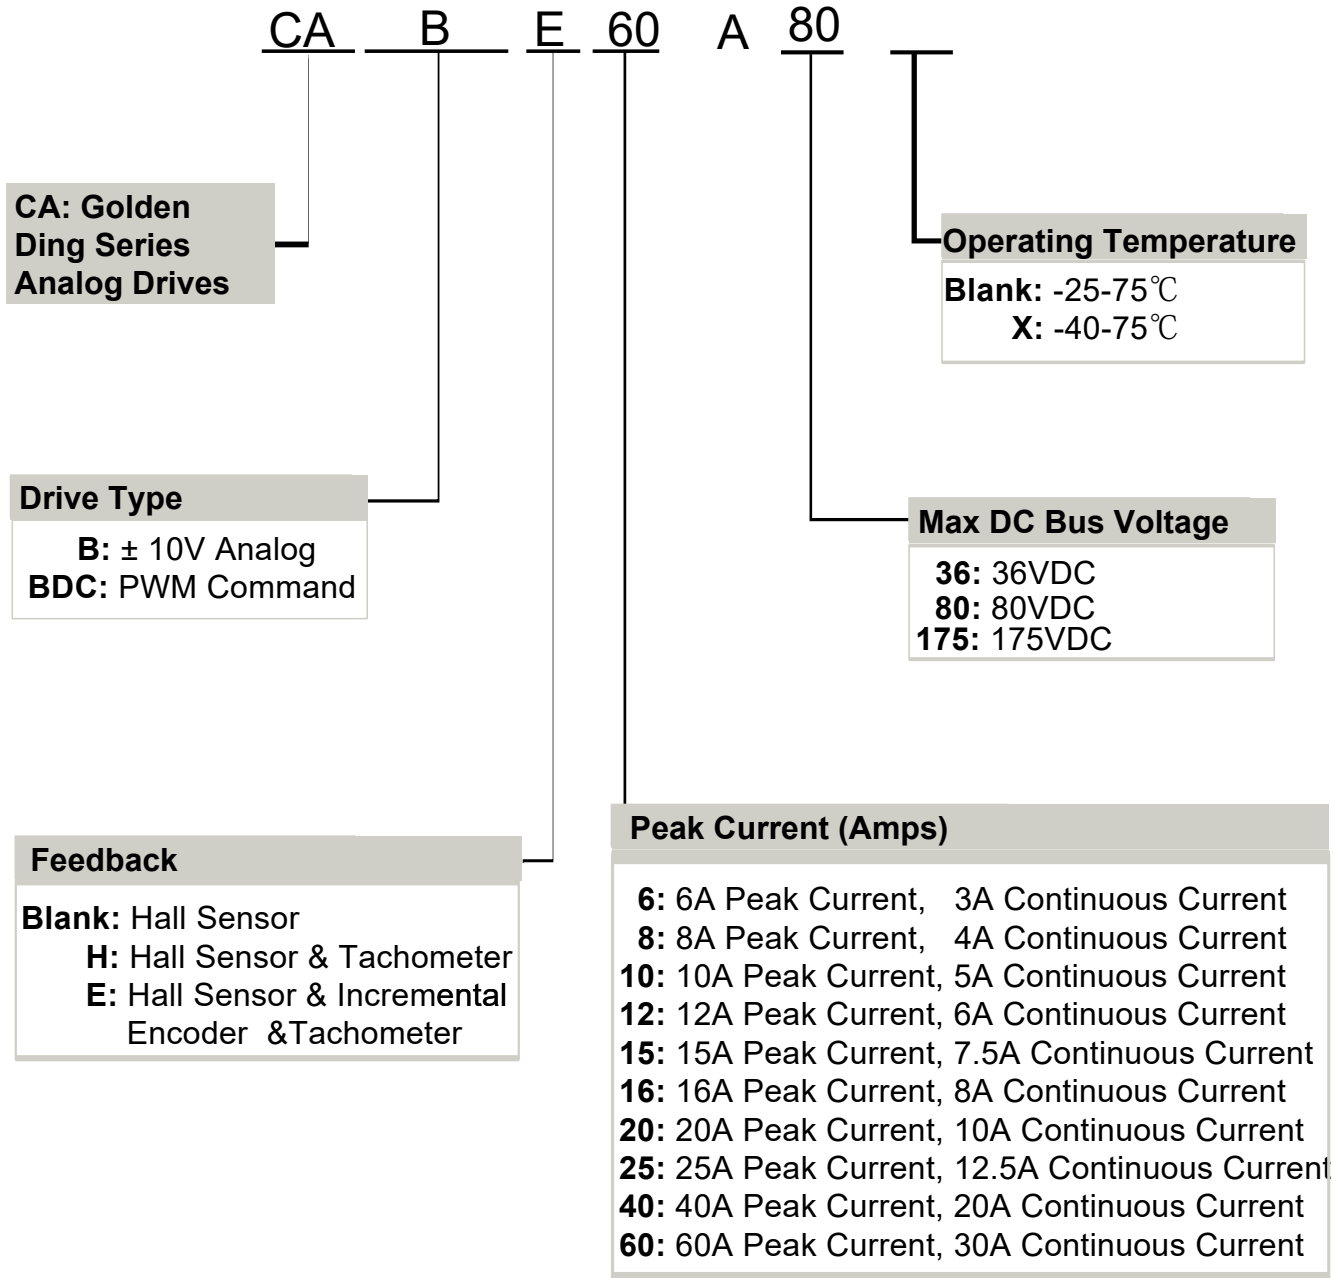 CA B E 60 A 80
CA: Golden
Ding Series
Analog Drives
Operating Temperature
Blank: -25-75℃
X: -40-75℃
Drive Type
B: ± 10V Analog
BDC: PWM Command
Max DC Bus Voltage
36: 36VDC
80: 80VDC
175: 175VDC
Feedback
Blank: Hall Sensor
H: Hall Sensor & Tachometer
E: Hall Sensor & Incremental
Encoder &Tachometer
Peak Current (Amps)
6: 6A Peak Current, 3A Continuous Current
8: 8A Peak Current, 4A Continuous Current
10: 10A Peak Current, 5A Continuous Current
12: 12A Peak Current, 6A Continuous Current
15: 15A Peak Current, 7.5A Continuous Current
16: 16A Peak Current, 8A Continuous Current
20: 20A Peak Current, 10A Continuous Current
25: 25A Peak Current, 12.5A Continuous Current
40: 40A Peak Current, 20A Continuous Current
60: 60A Peak Current, 30A Continuous Current